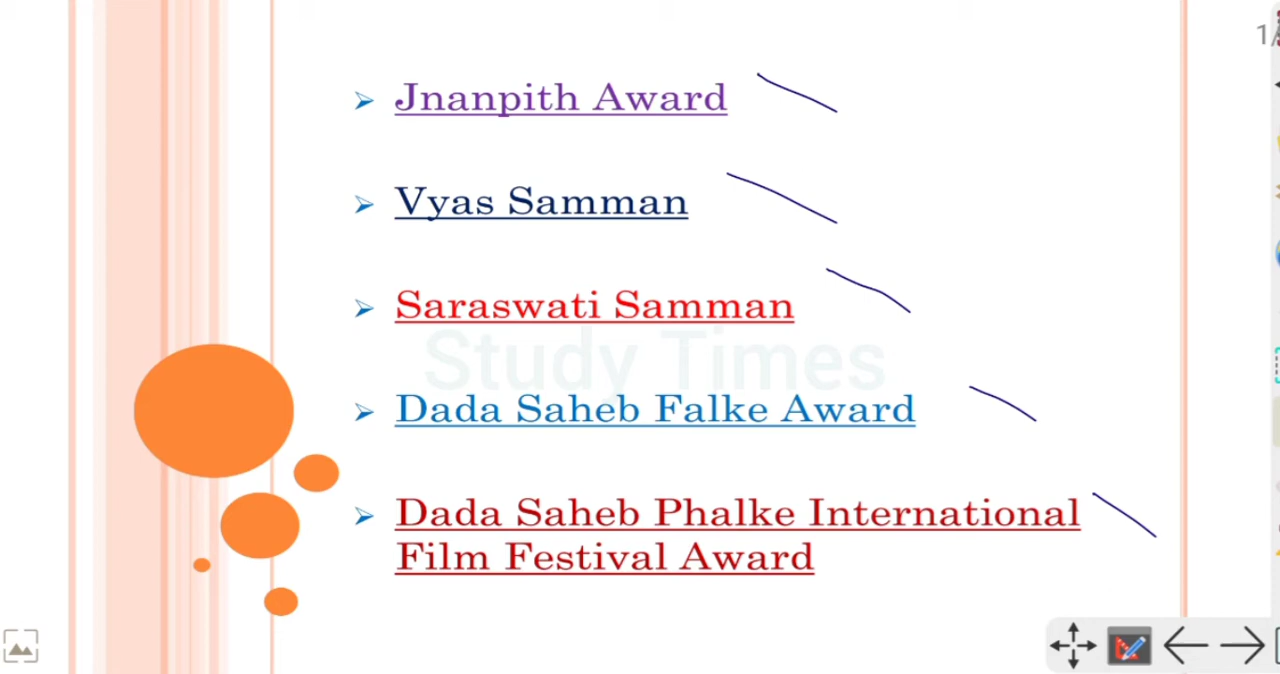 Jnanpith Award
Vyas Samman
Saraswati Samman
Study Times
Dada Saheb Falke Award
Dada Saheb Phalke International
Film Festival Award
1/